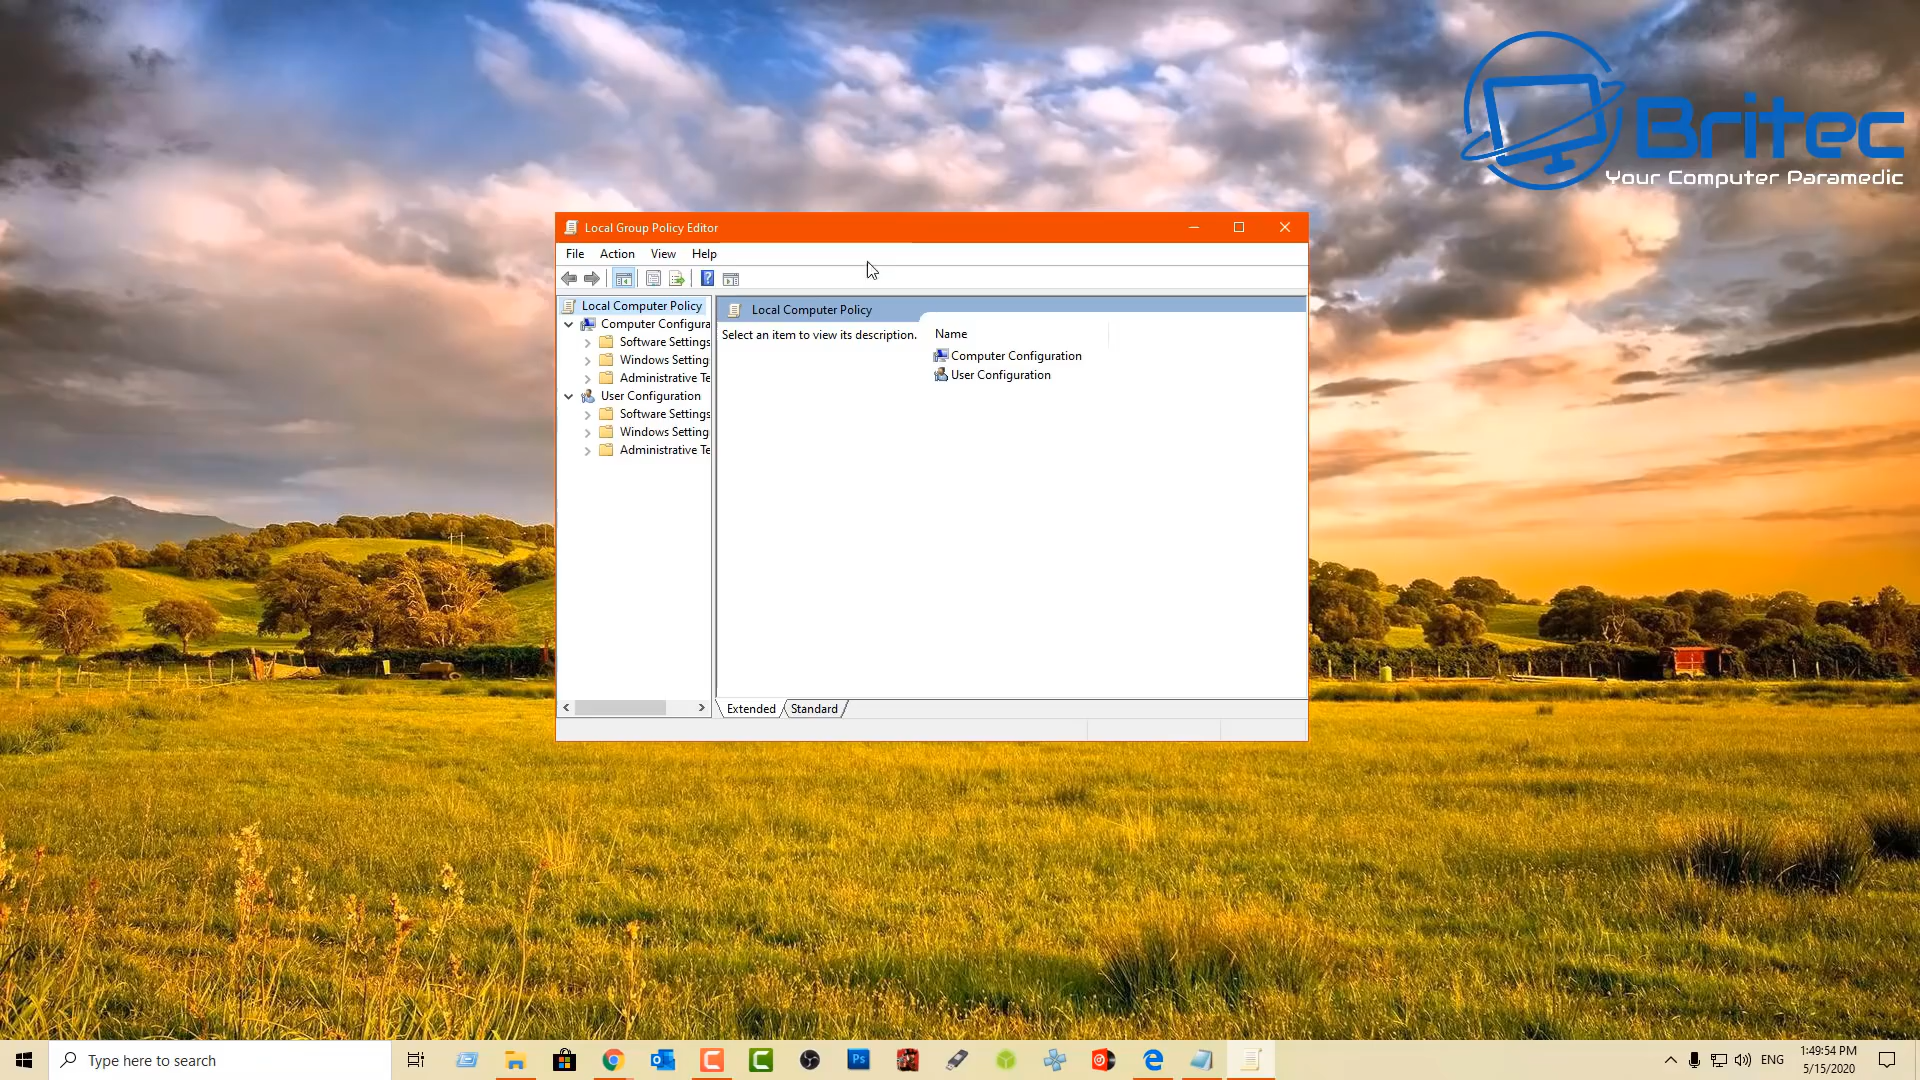 Britec
Your Computer Paramedic
Local Group Policy Editor
File Action View Help
Local Computer Policy
Computer Configura
Software Settings
Windows Setting
Administrative Te
User Configuration
Software Settings
Windows Setting
Administrative Te
Local Computer Policy
Select an item to view its description.
Name
Computer Configuration
User Configuration
Extended Standard
Type here to search
Ps
ENG
1:49:54 PM
5/15/2020